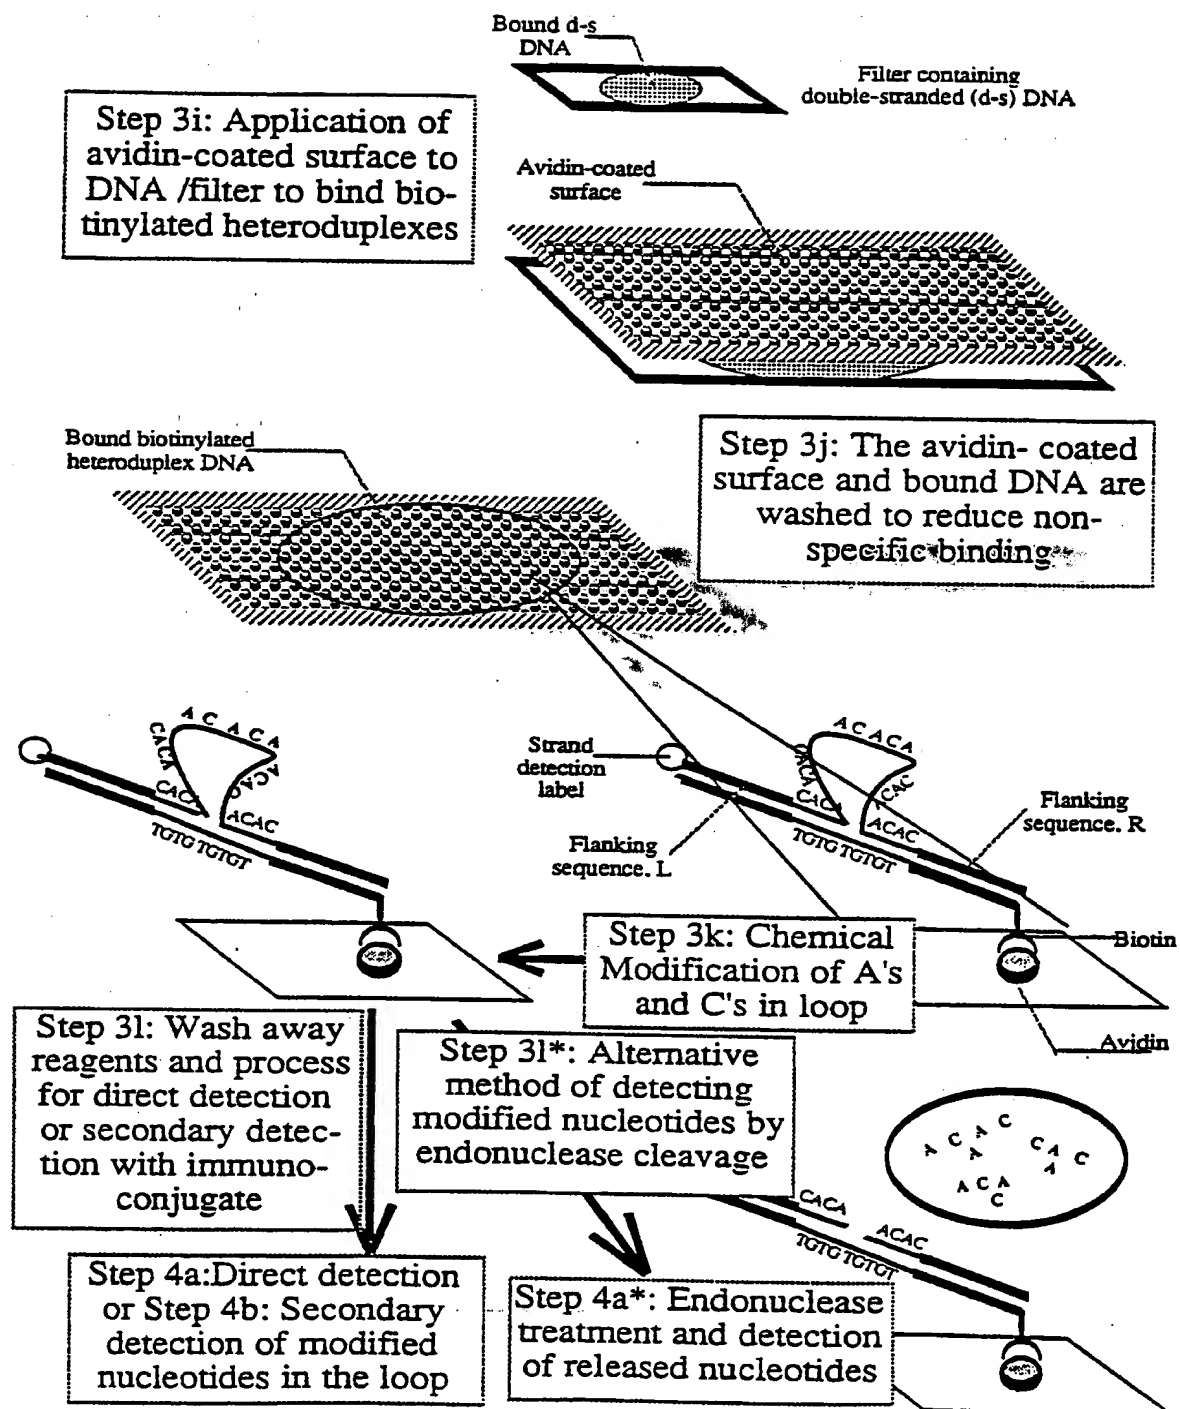 Bound d-s
DNA
Filter containing
double-stranded (d-s) DNA
Step 3i: Application of
avidin-coated surface to
DNA /filter to bind bio-
tinylated heteroduplexes
Avidin-coated
surface
Bound biotinylated
heteroduplex DNA
Step 3j: The avidin- coated
surface and bound DNA are
washed to reduce non-
specific binding
A C A C A
CACA
ACAC
CACA
ACAC
TGTG TGTGT
Strand
detection
label
A C A C A
CACA
CAC
CACA
ACAC
TGTG TGTGT
Flanking
sequence. R
Flanking
sequence. L
Step 3k: Chemical
Modification of A's
and C's in loop
Biotin
Avidin
Step 3l: Wash away
reagents and process
for direct detection
or secondary detec-
tion with immuno-
conjugate
Step 3l*: Alternative
method of detecting
modified nucleotides by
endonuclease cleavage
A C A C
A
C A C
A
A C A
C
CACA
ACAC
TGTG TGTGT
Step 4a:Direct detection
or Step 4b: Secondary
detection of modified
nucleotides in the loop
Step 4a*: Endonuclease
treatment and detection
of released nucleotides